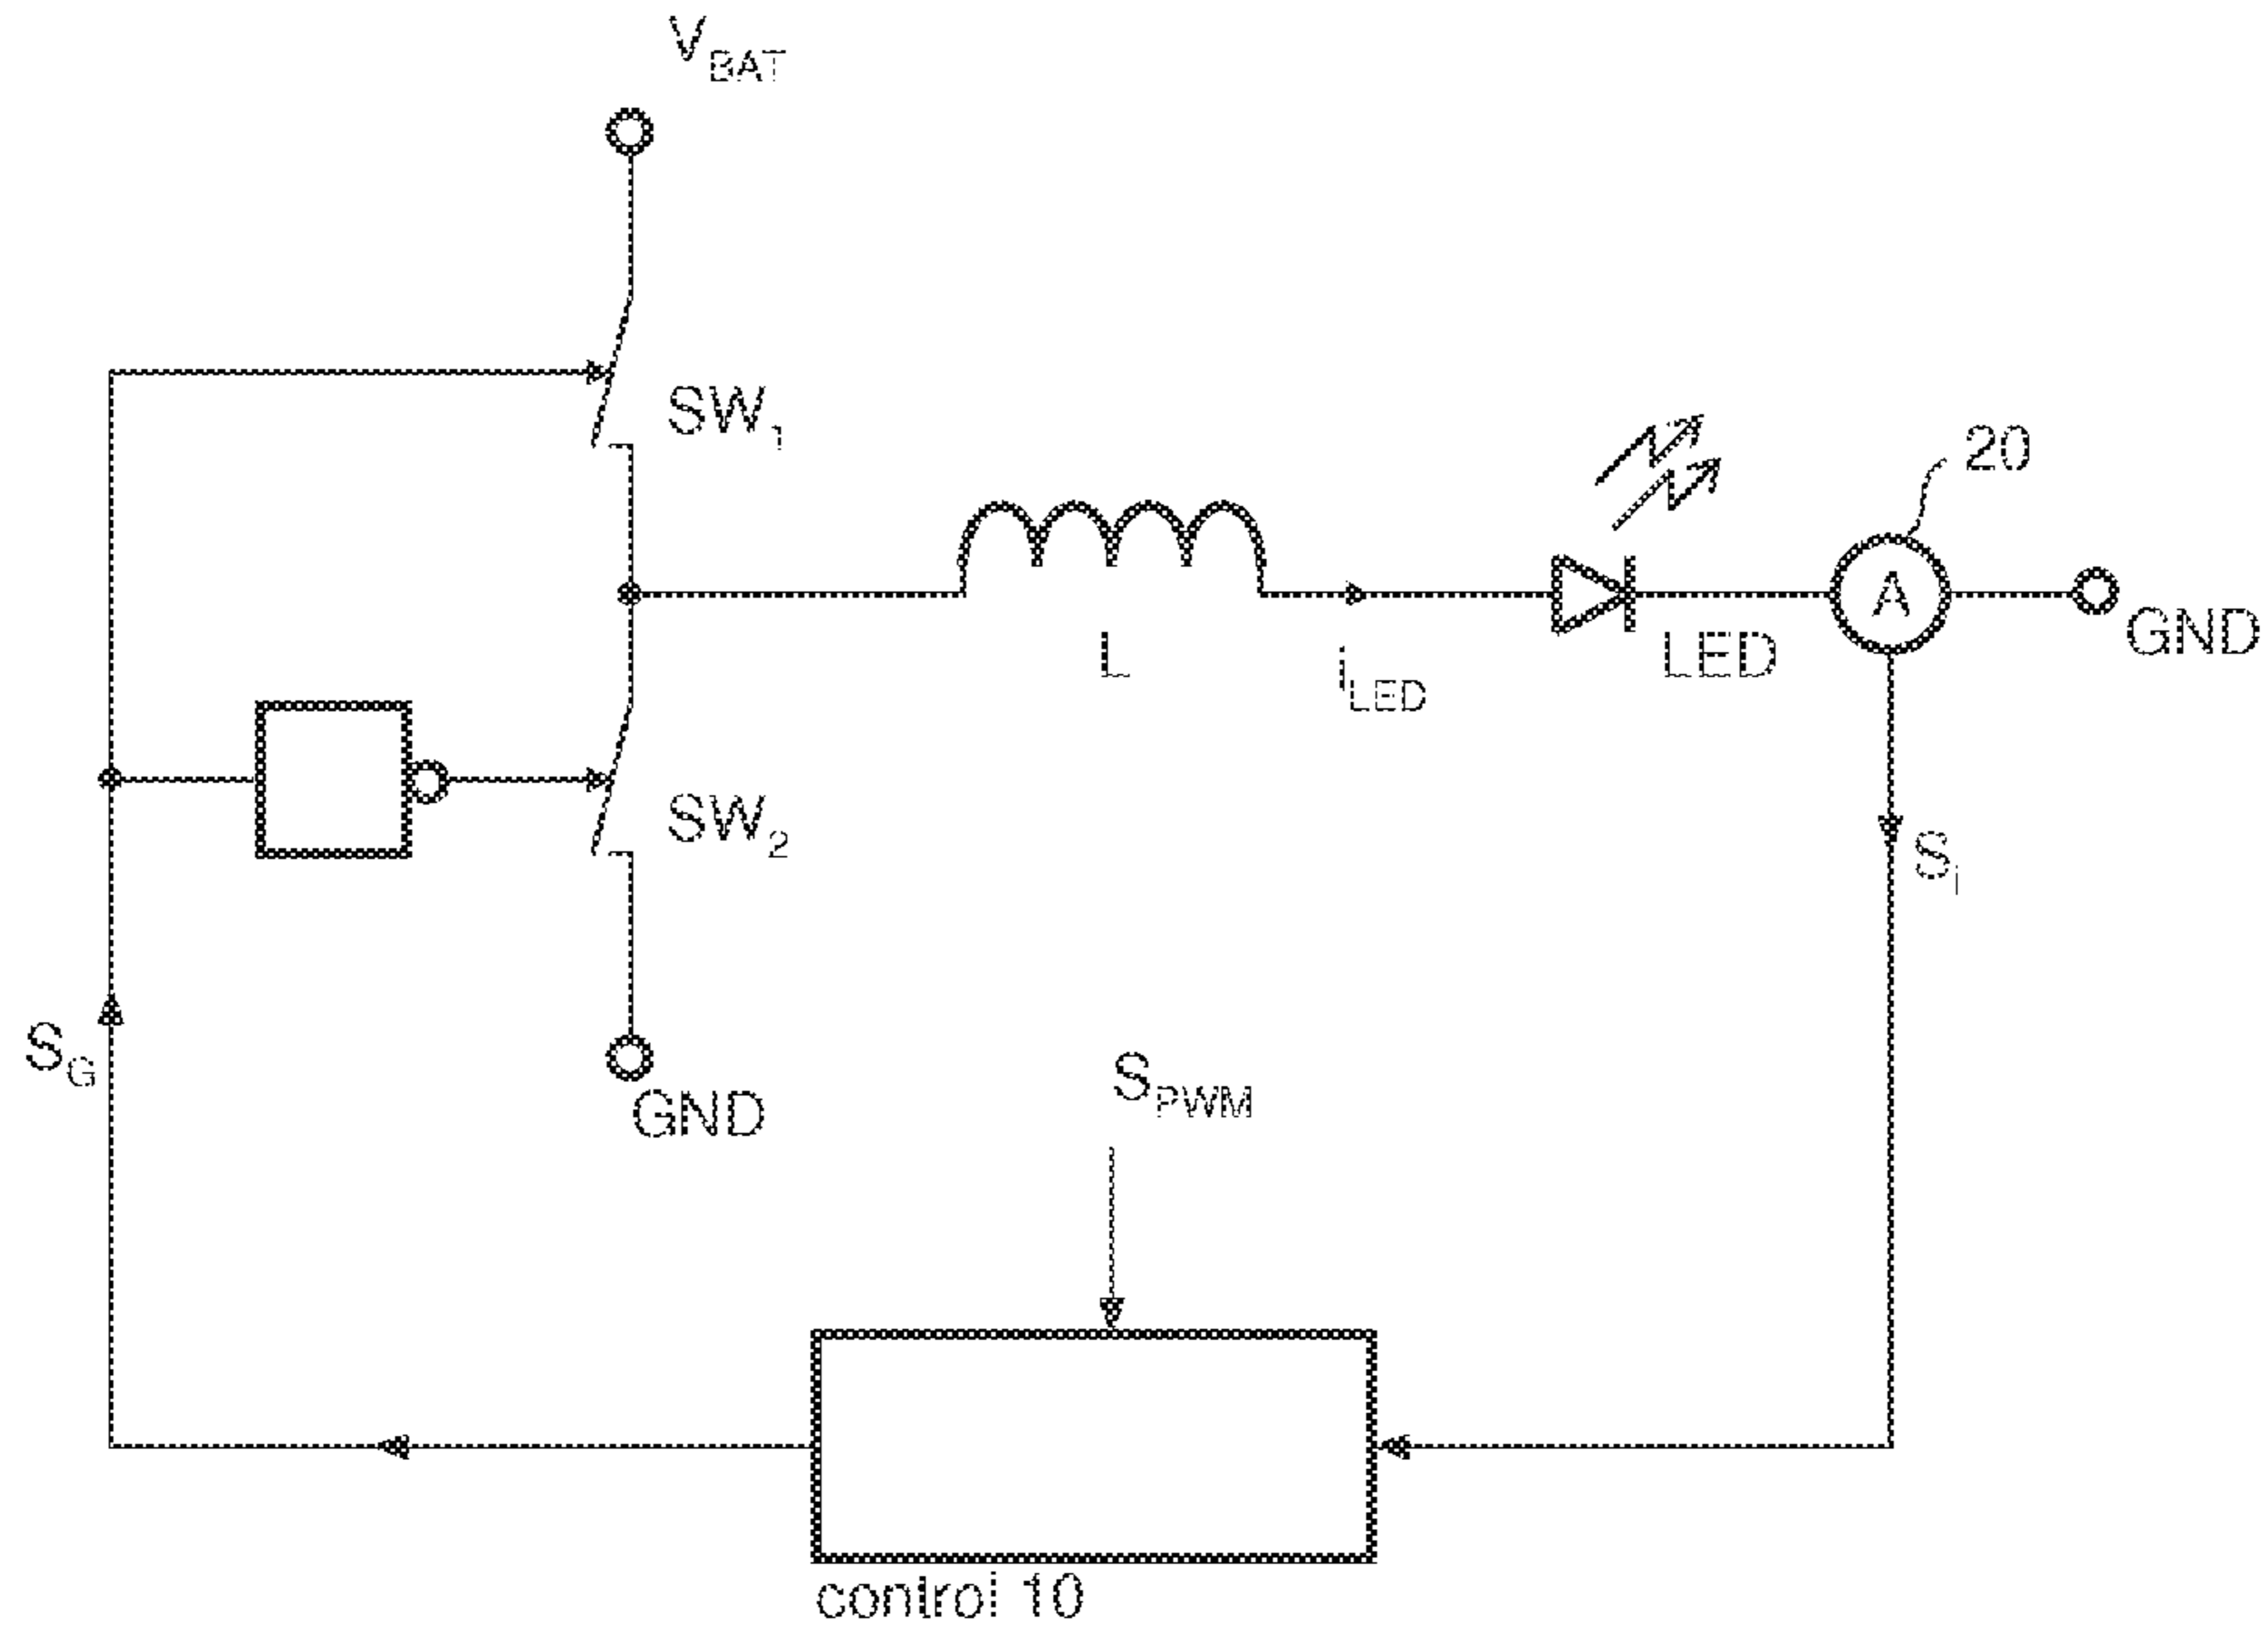 V_BAT
SW_1
20
A
GND
L
i_LED
LED
SW_2
S_i
S_G
GND
S_PWM
control 10